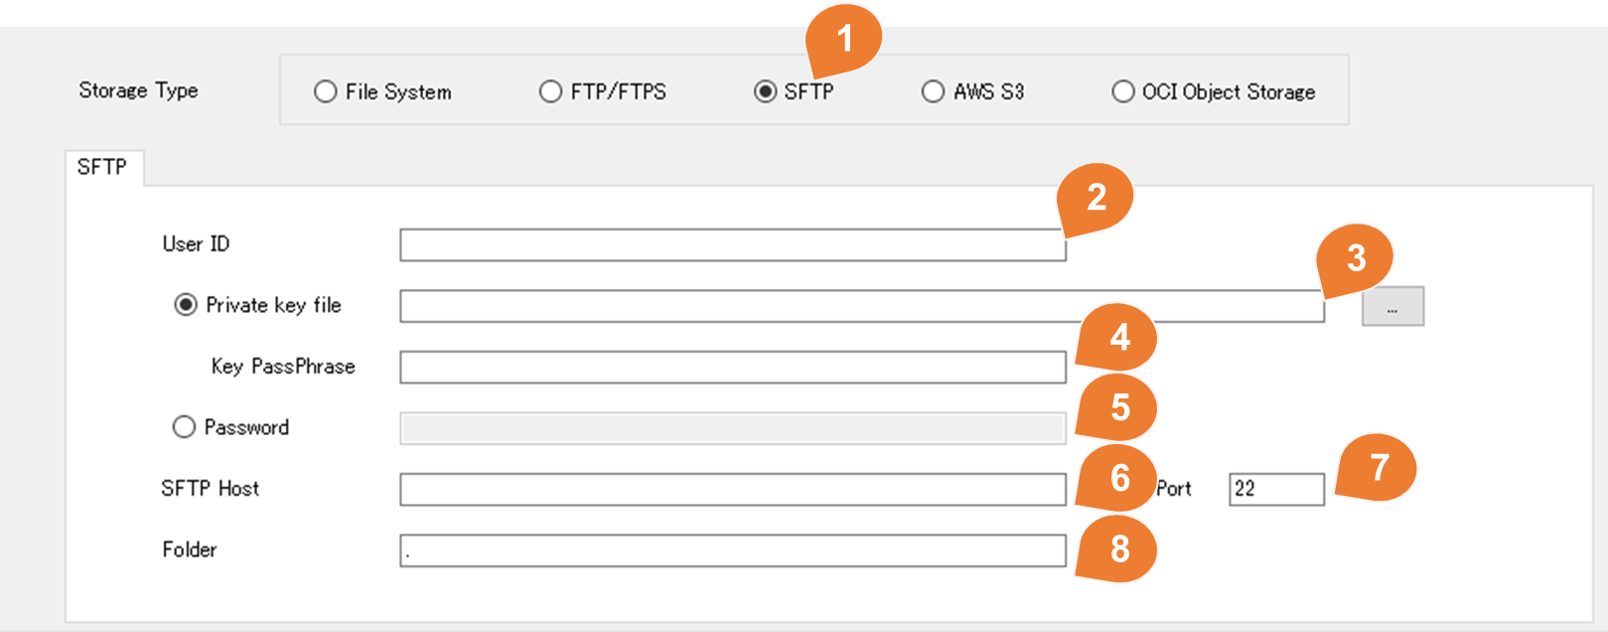 1
Storage Type File System FTP/FTPS SFTP AWS S3 OCI Object Storage
SFTP
2
User ID
3
Private key file ...
4
Key PassPhrase
5
Password
6
7
SFTP Host Port 22
8
Folder .